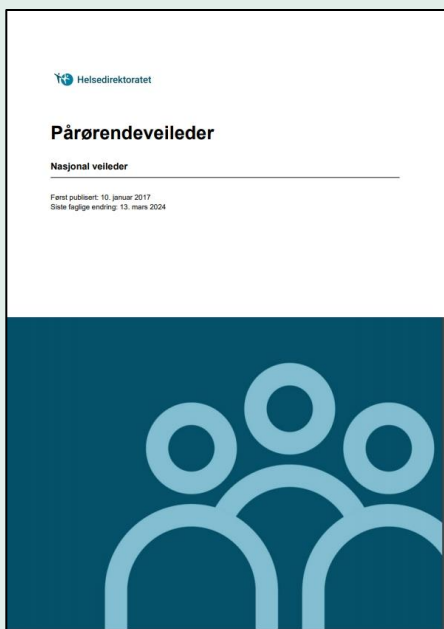 Helsedirektoratet
Pårørendeveileder
Nasjonal veileder
Først publisert: 10. januar 2017
Siste faglige endring: 13. mars 2024